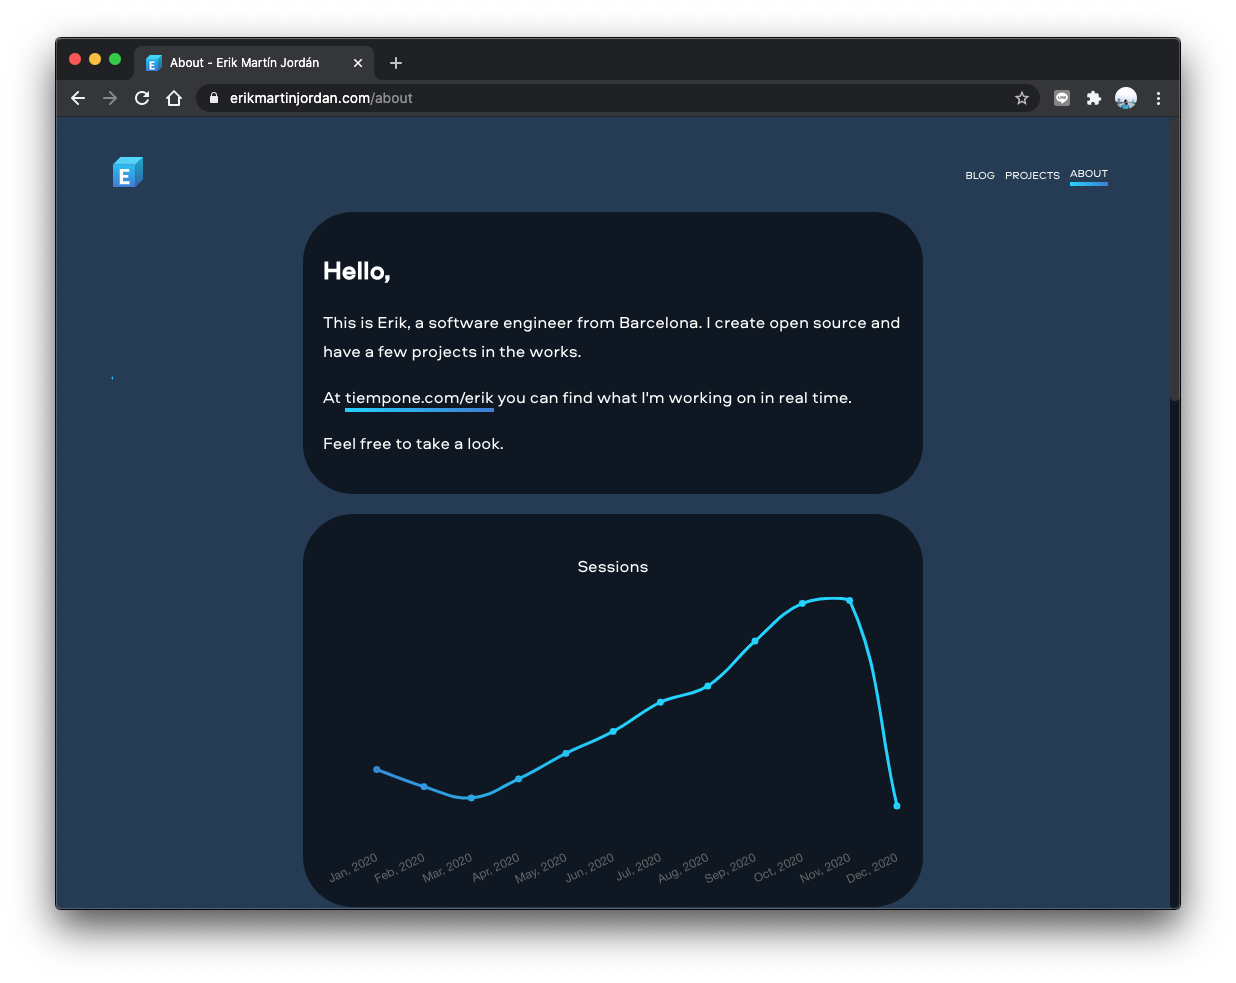 E About - Erik Martín Jordán
erikmartinjordan.com/about
E
BLOG PROJECTS ABOUT
Hello,
This is Erik, a software engineer from Barcelona. I create open source and
have a few projects in the works.
At tiempone.com/erik you can find what I'm working on in real time.
Feel free to take a look.
Sessions
Jan, 2020 Feb, 2020 Mar, 2020 Apr, 2020 May, 2020 Jun, 2020 Jul, 2020 Aug, 2020 Sep, 2020 Oct, 2020 Nov, 2020 Dec, 2020